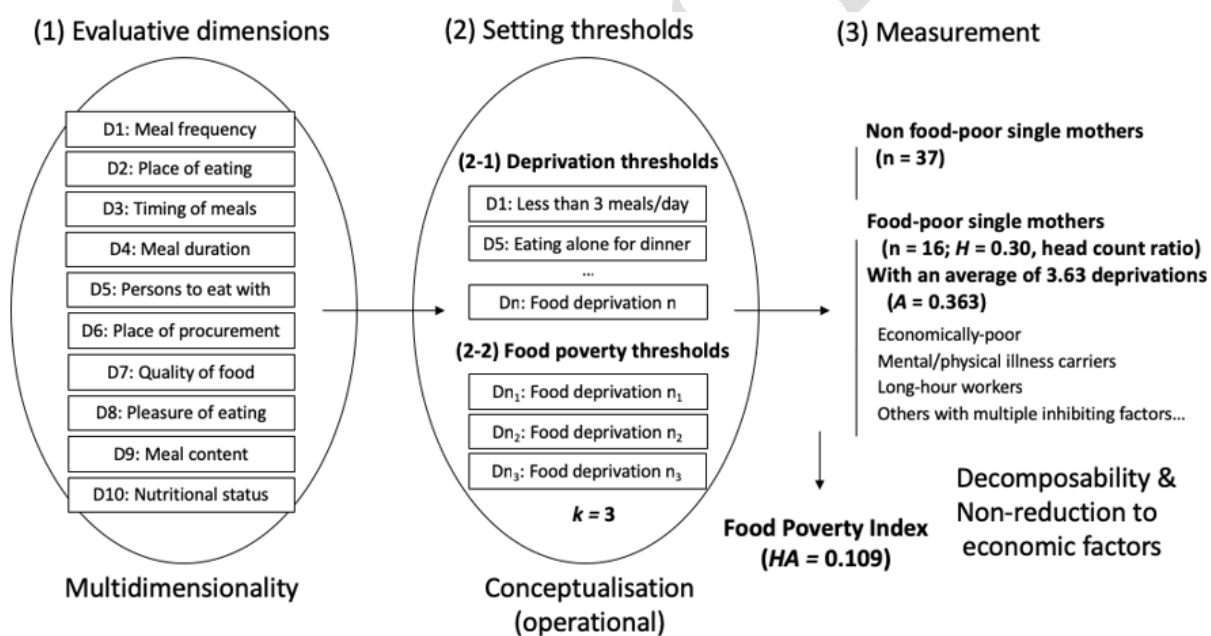 (1) Evaluative dimensions
D1: Meal frequency
D2: Place of eating
D3: Timing of meals
D4: Meal duration
D5: Persons to eat with
D6: Place of procurement
D7: Quality of food
D8: Pleasure of eating
D9: Meal content
D10: Nutritional status
Multidimensionality
(2) Setting thresholds
(2-1) Deprivation thresholds
D1: Less than 3 meals/day
D5: Eating alone for dinner
...
Dn: Food deprivation n
(2-2) Food poverty thresholds
Dn₁: Food deprivation n₁
Dn₂: Food deprivation n₂
Dn₃: Food deprivation n₃
k = 3
Conceptualisation
(operational)
(3) Measurement
Non food-poor single mothers
(n = 37)
Food-poor single mothers
(n = 16; H = 0.30, head count ratio)
With an average of 3.63 deprivations
(A = 0.363)
Economically-poor
Mental/physical illness carriers
Long-hour workers
Others with multiple inhibiting factors...
Food Poverty Index
(HA = 0.109)
Decomposability &
Non-reduction to
economic factors